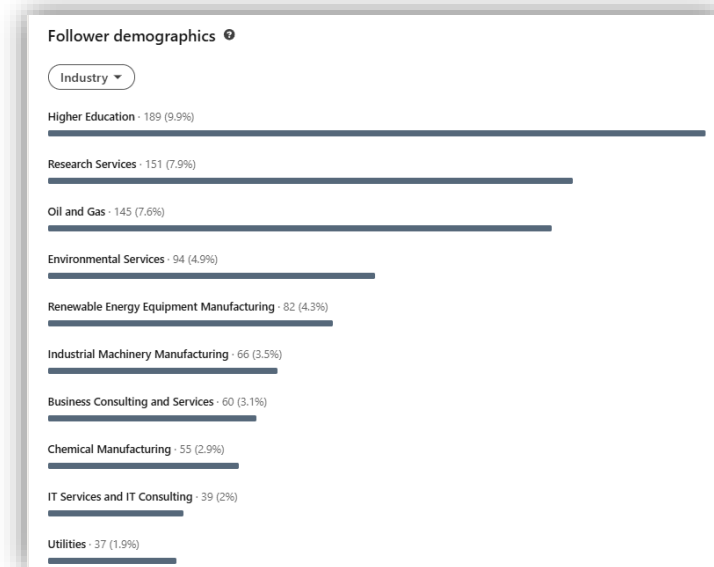 Follower demographics ?
Industry
Higher Education · 189 (9.9%)
Research Services · 151 (7.9%)
Oil and Gas · 145 (7.6%)
Environmental Services · 94 (4.9%)
Renewable Energy Equipment Manufacturing · 82 (4.3%)
Industrial Machinery Manufacturing · 66 (3.5%)
Business Consulting and Services · 60 (3.1%)
Chemical Manufacturing · 55 (2.9%)
IT Services and IT Consulting · 39 (2%)
Utilities · 37 (1.9%)